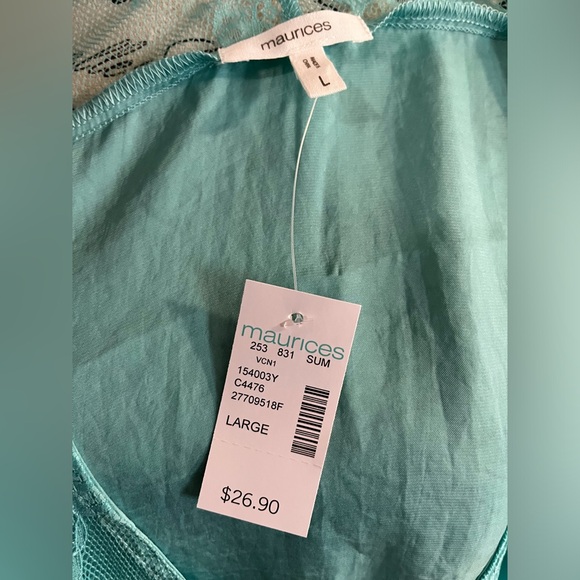 maurices
L
maurices
253 831 SUM
VCN1
154003Y
C4476
27709518F
LARGE
$26.90